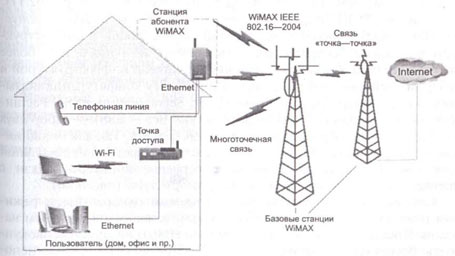 Станция
абонента
WiMAX
WiMAX IEEE
802.16—2004
Связь
«точка—точка»
Internet
Ethernet
Телефонная линия
Точка
доступа
Wi-Fi
Многоточечная
связь
Ethernet
Базовые станции
WiMAX
Пользователь (дом, офис и пр.)